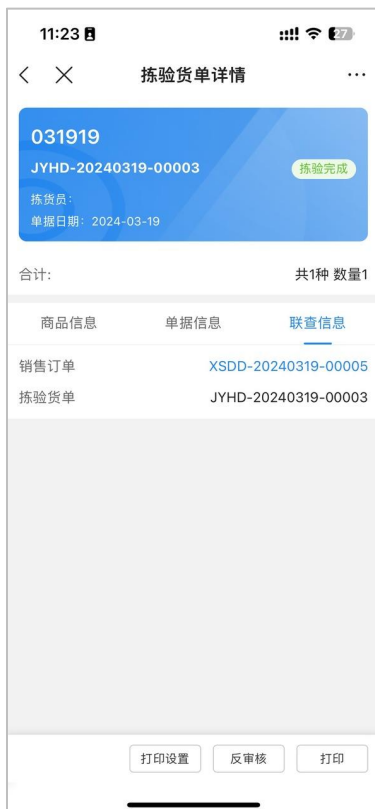 11:23
27
拣验货单详情
031919
JYHD-20240319-00003
拣验完成
拣货员：
单据日期：2024-03-19
合计: 共1种 数量1
商品信息 单据信息 联查信息
销售订单 XSDD-20240319-00005
拣验货单 JYHD-20240319-00003
打印设置 反审核 打印